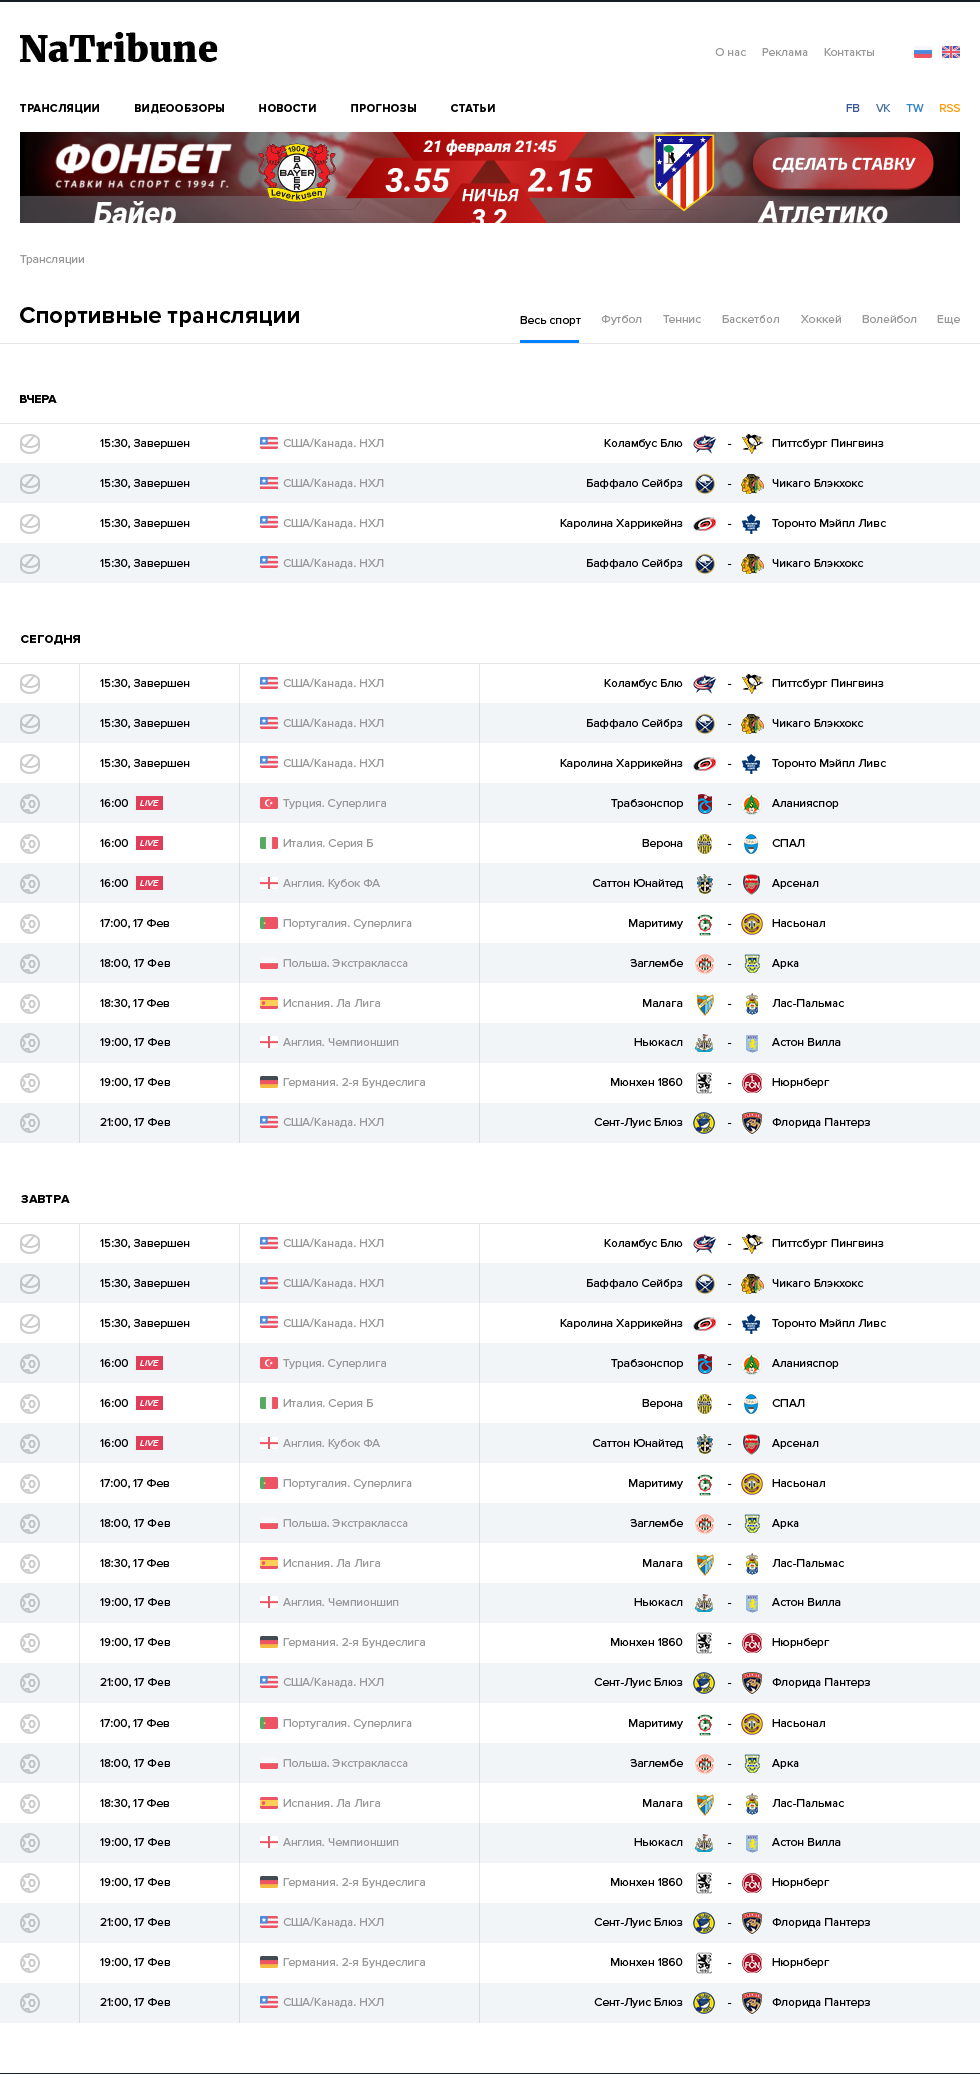 NaTribune
О нас Реклама Контакты
ТРАНСЛЯЦИИ ВИДЕООБЗОРЫ НОВОСТИ ПРОГНОЗЫ СТАТЬИ FB VK TW RSS
ФОНБЕТ
СТАВКИ НА СПОРТ С 1994 Г.
1904
BAYER
BAYER
Leverkusen
Байер
21 февраля 21:45
3.55 НИЧЬЯ 2.15
3.2
Атлетико
СДЕЛАТЬ СТАВКУ
Трансляции
Спортивные трансляции
Весь спорт Футбол Теннис Баскетбол Хоккей Волейбол Еще
ВЧЕРА
15:30, Завершен США/Канада. НХЛ Коламбус Блю - Питтсбург Пингвинз
15:30, Завершен США/Канада. НХЛ Баффало Сейбрз - Чикаго Блэкхокс
15:30, Завершен США/Канада. НХЛ Каролина Харрикейнз - Торонто Мэйпл Ливс
15:30, Завершен США/Канада. НХЛ Баффало Сейбрз - Чикаго Блэкхокс
СЕГОДНЯ
15:30, Завершен США/Канада. НХЛ Коламбус Блю - Питтсбург Пингвинз
15:30, Завершен США/Канада. НХЛ Баффало Сейбрз - Чикаго Блэкхокс
15:30, Завершен США/Канада. НХЛ Каролина Харрикейнз - Торонто Мэйпл Ливс
16:00 LIVE Турция. Суперлига Трабзонспор - Аланияспор
16:00 LIVE Италия. Серия Б Верона - СПАЛ
16:00 LIVE Англия. Кубок ФА Саттон Юнайтед - Арсенал
17:00, 17 Фев Португалия. Суперлига Маритиму - Насьонал
18:00, 17 Фев Польша. Экстракласса Заглембе - Арка
18:30, 17 Фев Испания. Ла Лига Малага - Лас-Пальмас
19:00, 17 Фев Англия. Чемпионшип Ньюкасл - Астон Вилла
19:00, 17 Фев Германия. 2-я Бундеслига Мюнхен 1860 - Нюрнберг
21:00, 17 Фев США/Канада. НХЛ Сент-Луис Блюз - Флорида Пантерз
ЗАВТРА
15:30, Завершен США/Канада. НХЛ Коламбус Блю - Питтсбург Пингвинз
15:30, Завершен США/Канада. НХЛ Баффало Сейбрз - Чикаго Блэкхокс
15:30, Завершен США/Канада. НХЛ Каролина Харрикейнз - Торонто Мэйпл Ливс
16:00 LIVE Турция. Суперлига Трабзонспор - Аланияспор
16:00 LIVE Италия. Серия Б Верона - СПАЛ
16:00 LIVE Англия. Кубок ФА Саттон Юнайтед - Арсенал
17:00, 17 Фев Португалия. Суперлига Маритиму - Насьонал
18:00, 17 Фев Польша. Экстракласса Заглембе - Арка
18:30, 17 Фев Испания. Ла Лига Малага - Лас-Пальмас
19:00, 17 Фев Англия. Чемпионшип Ньюкасл - Астон Вилла
19:00, 17 Фев Германия. 2-я Бундеслига Мюнхен 1860 - Нюрнберг
21:00, 17 Фев США/Канада. НХЛ Сент-Луис Блюз - Флорида Пантерз
17:00, 17 Фев Португалия. Суперлига Маритиму - Насьонал
18:00, 17 Фев Польша. Экстракласса Заглембе - Арка
18:30, 17 Фев Испания. Ла Лига Малага - Лас-Пальмас
19:00, 17 Фев Англия. Чемпионшип Ньюкасл - Астон Вилла
19:00, 17 Фев Германия. 2-я Бундеслига Мюнхен 1860 - Нюрнберг
21:00, 17 Фев США/Канада. НХЛ Сент-Луис Блюз - Флорида Пантерз
19:00, 17 Фев Германия. 2-я Бундеслига Мюнхен 1860 - Нюрнберг
21:00, 17 Фев США/Канада. НХЛ Сент-Луис Блюз - Флорида Пантерз